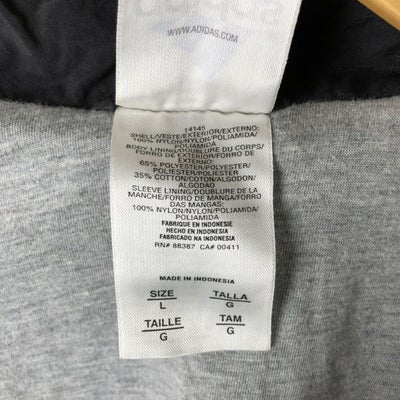 WWW.ADIDAS.COM
14145
SHELL/VESTE/EXTERIOR/EXTERNO:
100% NYLON/NYLON/POLIAMIDA/
POLIAMIDA
BODY LINING/DOUBLURE DU CORPS/
FORRO DE EXTERIOR/FORRO DE
EXTERNO:
65% POLYESTER/POLYESTER/
POLIESTER/POLIESTER
35% COTTON/COTON/ALGODON/
ALGODAO
SLEEVE LINING/DOUBLURE DE LA
MANCHE/FORRO DE MANGA/FORRO
DAS MANGAS:
100% NYLON/NYLON/POLIAMIDA/
POLIAMIDA
FABRIQUE EN INDONESIE
HECHO EN INDONESIA
FABRICADO NA INDONESIA
RN# 88387 CA# 00411
MADE IN INDONESIA
SIZE TALLA
L G
TAILLE TAM
G G